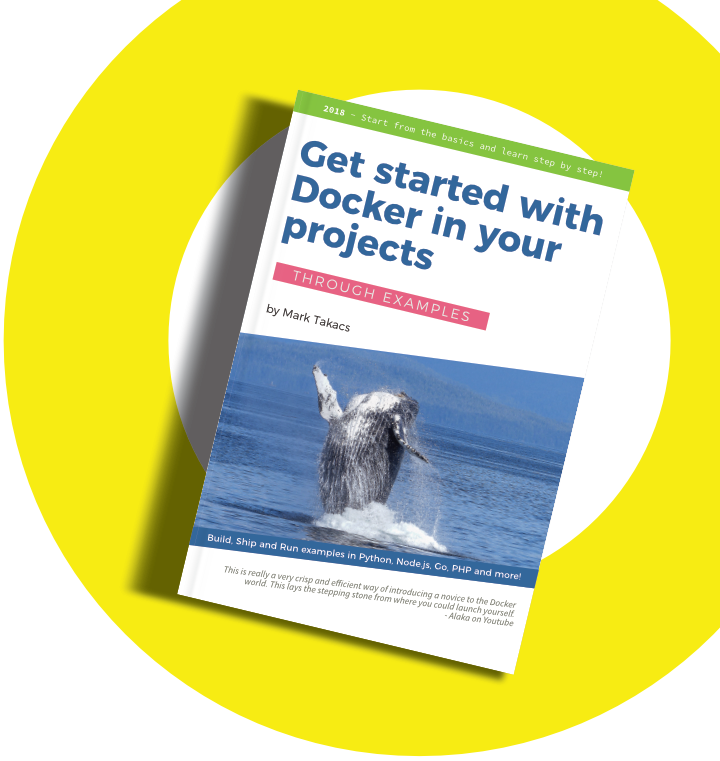 2018 – Start from the basics and learn step by step!
Get started with
Docker in your
projects
THROUGH EXAMPLES
by Mark Takacs
Build, Ship and Run examples in Python, Node.js, Go, PHP and more!
This is really a very crisp and efficient way of introducing a novice to the Docker
world. This lays the stepping stone from where you could launch yourself.
- Alaka on Youtube